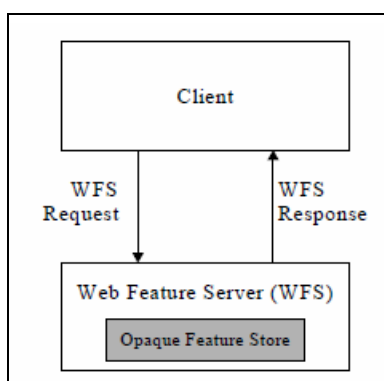 Client
WFS
Request
WFS
Response
Web Feature Server (WFS)
Opaque Feature Store